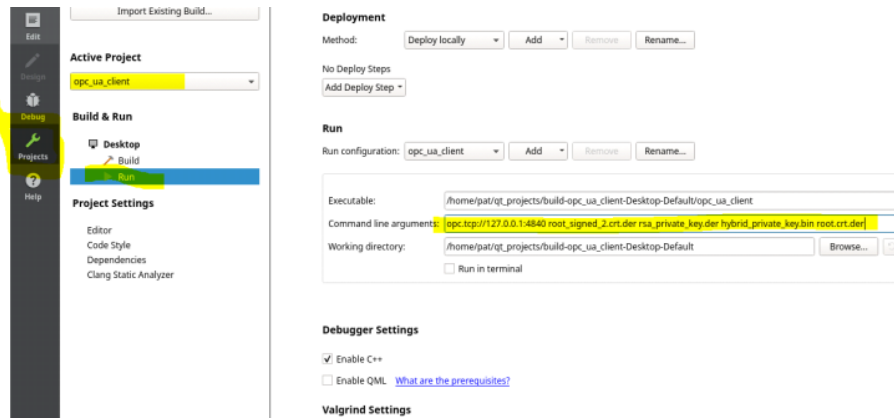 Import Existing Build...
Edit
Design
Debug
Projects
Help
Active Project
opc_ua_client
Build & Run
Desktop
Build
Run
Project Settings
Editor
Code Style
Dependencies
Clang Static Analyzer
Deployment
Method: Deploy locally Add Remove Rename...
No Deploy Steps
Add Deploy Step
Run
Run configuration: opc_ua_client Add Remove Rename...
Executable: /home/pat/qt_projects/build-opc_ua_client-Desktop-Default/opc_ua_client
Command line arguments: opc.tcp://127.0.0.1:4840 root_signed_2.crt.der rsa_private_key.der hybrid_private_key.bin root.crt.der
Working directory: /home/pat/qt_projects/build-opc_ua_client-Desktop-Default Browse...
Run in terminal
Debugger Settings
Enable C++
Enable QML What are the prerequisites?
Valgrind Settings